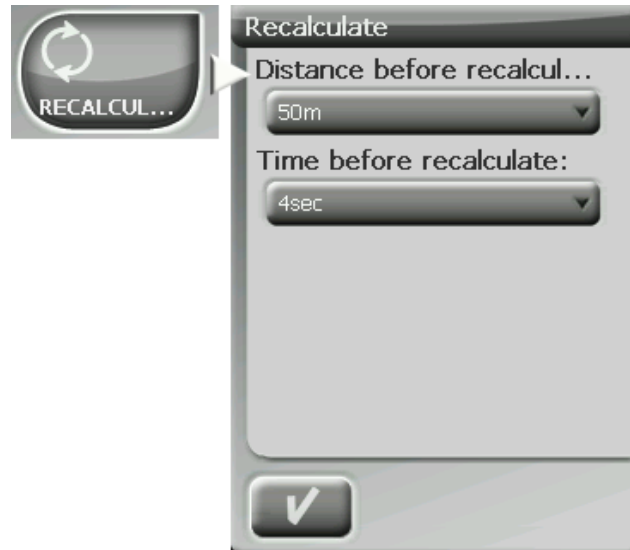 RECALCUL...
Recalculate
Distance before recalcul...
50m
Time before recalculate:
4sec